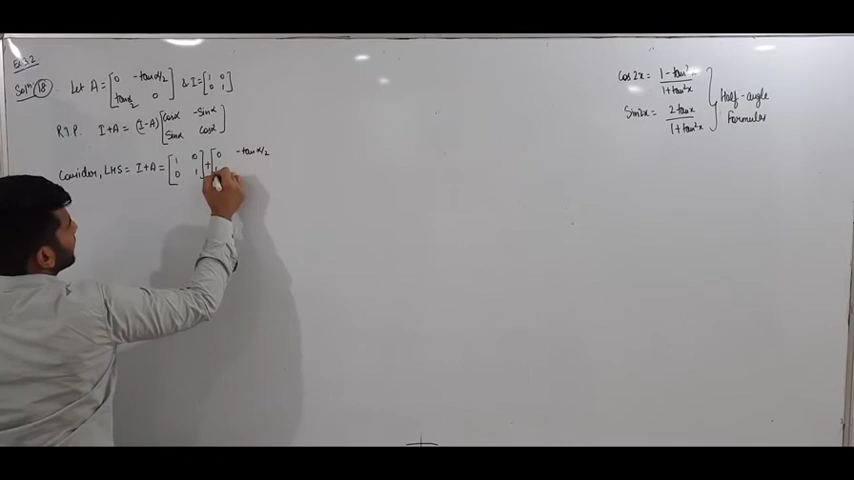 Ex 3.2
Solⁿ 18. Let A = [0 -tan α/2
tan α/2 0] & I = [1 0
0 1]
R.T.P. I+A = (I-A) [cosα -Sinα
Sinα cosα]
Consider, LHS = I+A = [1 0
0 1] + [0 -tan α/2
Cos 2x = 1-tan²x / 1+tan²x
Sin2x = 2tanx / 1+tan²x
Half-angle
Formulas